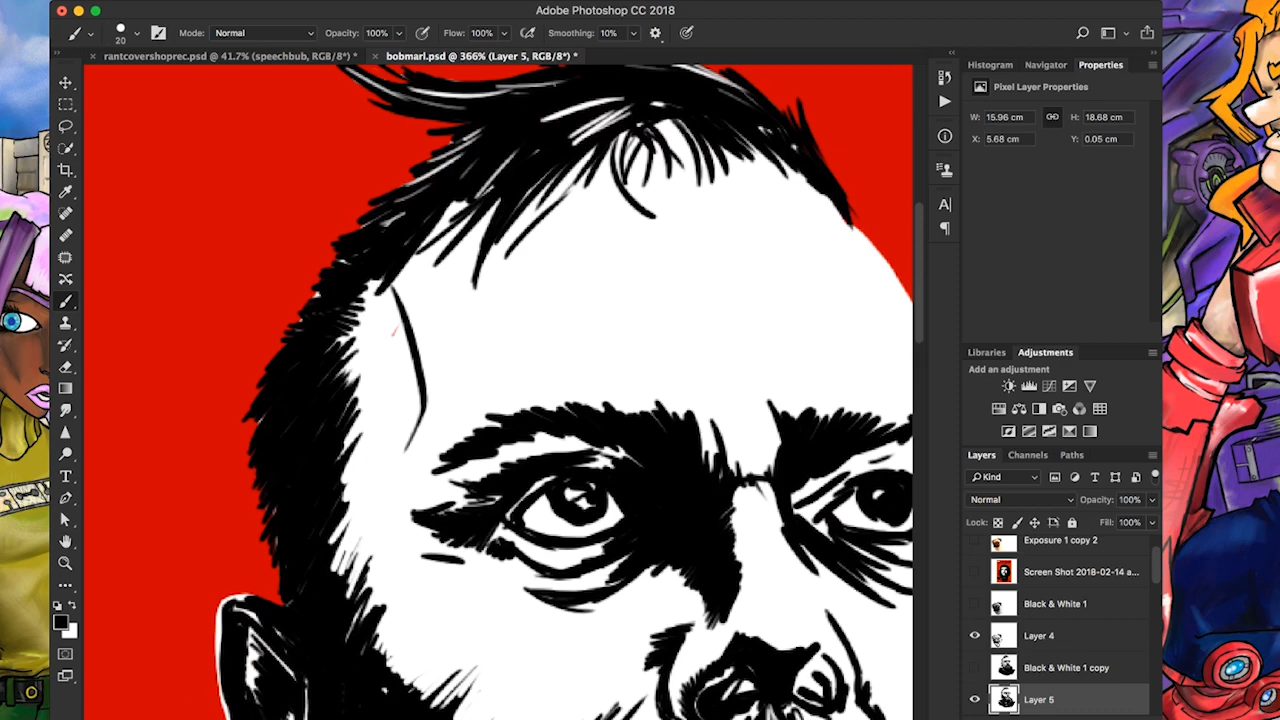 Adobe Photoshop CC 2018
20 Mode: Normal Opacity: 100% Flow: 100% Smoothing: 10%
rantcovershoprec.psd @ 41.7% (speechbub, RGB/8*) * bobmarl.psd @ 366% (Layer 5, RGB/8*) *
Histogram Navigator Properties
Pixel Layer Properties
W: 15.96 cm H: 18.68 cm
X: 5.68 cm Y: 0.05 cm
Libraries Adjustments
Add an adjustment
Layers Channels Paths
Kind
Normal Opacity: 100%
Lock: Fill: 100%
Exposure 1 copy 2
Screen Shot 2018-02-14 a...
Black & White 1
Layer 4
Black & White 1 copy
Layer 5